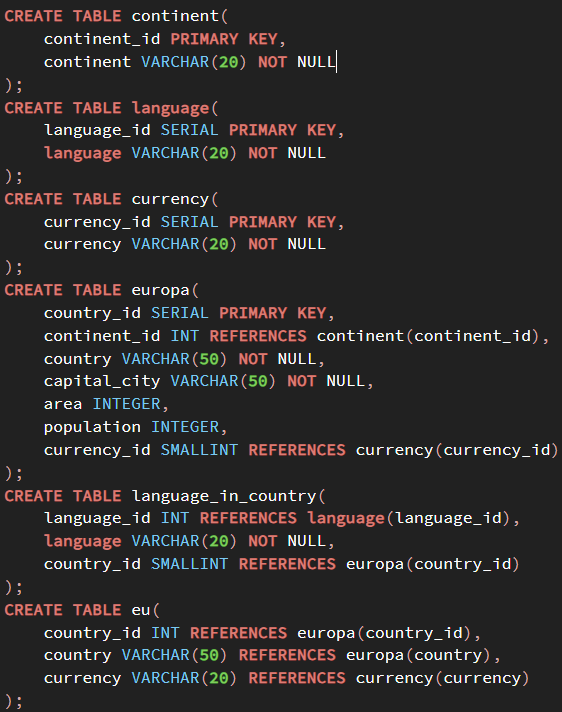 CREATE TABLE continent(
    continent_id PRIMARY KEY,
    continent VARCHAR(20) NOT NULL
);
CREATE TABLE language(
    language_id SERIAL PRIMARY KEY,
    language VARCHAR(20) NOT NULL
);
CREATE TABLE currency(
    currency_id SERIAL PRIMARY KEY,
    currency VARCHAR(20) NOT NULL
);
CREATE TABLE europa(
    country_id SERIAL PRIMARY KEY,
    continent_id INT REFERENCES continent(continent_id),
    country VARCHAR(50) NOT NULL,
    capital_city VARCHAR(50) NOT NULL,
    area INTEGER,
    population INTEGER,
    currency_id SMALLINT REFERENCES currency(currency_id)
);
CREATE TABLE language_in_country(
    language_id INT REFERENCES language(language_id),
    language VARCHAR(20) NOT NULL,
    country_id SMALLINT REFERENCES europa(country_id)
);
CREATE TABLE eu(
    country_id INT REFERENCES europa(country_id),
    country VARCHAR(50) REFERENCES europa(country),
    currency VARCHAR(20) REFERENCES currency(currency)
);